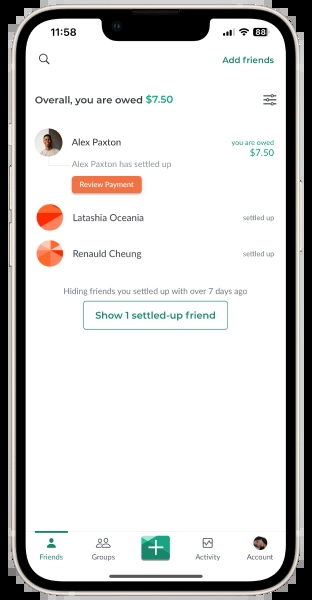 11:58
88
Add friends
Overall, you are owed $7.50
Alex Paxton
you are owed
$7.50
Alex Paxton has settled up
Review Payment
Latashia Oceania
settled up
Renauld Cheung
settled up
Hiding friends you settled up with over 7 days ago
Show 1 settled-up friend
Friends
Groups
Activity
Account